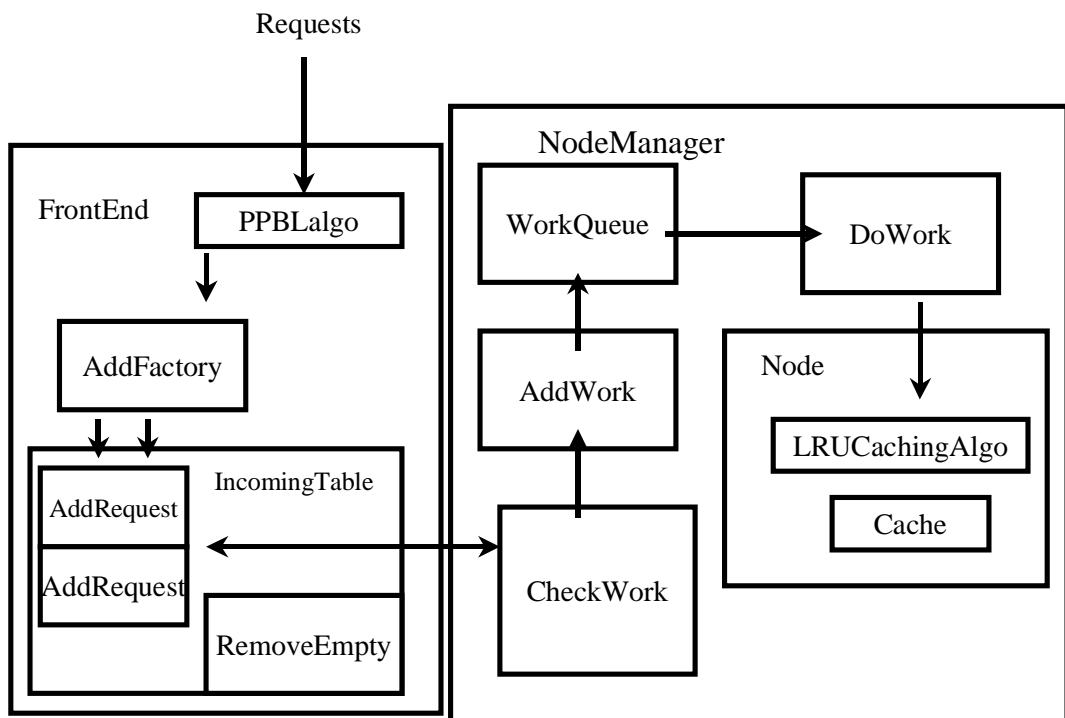 Requests
FrontEnd
PPBLalgo
AddFactory
IncomingTable
AddRequest
AddRequest
RemoveEmpty
NodeManager
WorkQueue
DoWork
AddWork
Node
LRUCachingAlgo
Cache
CheckWork